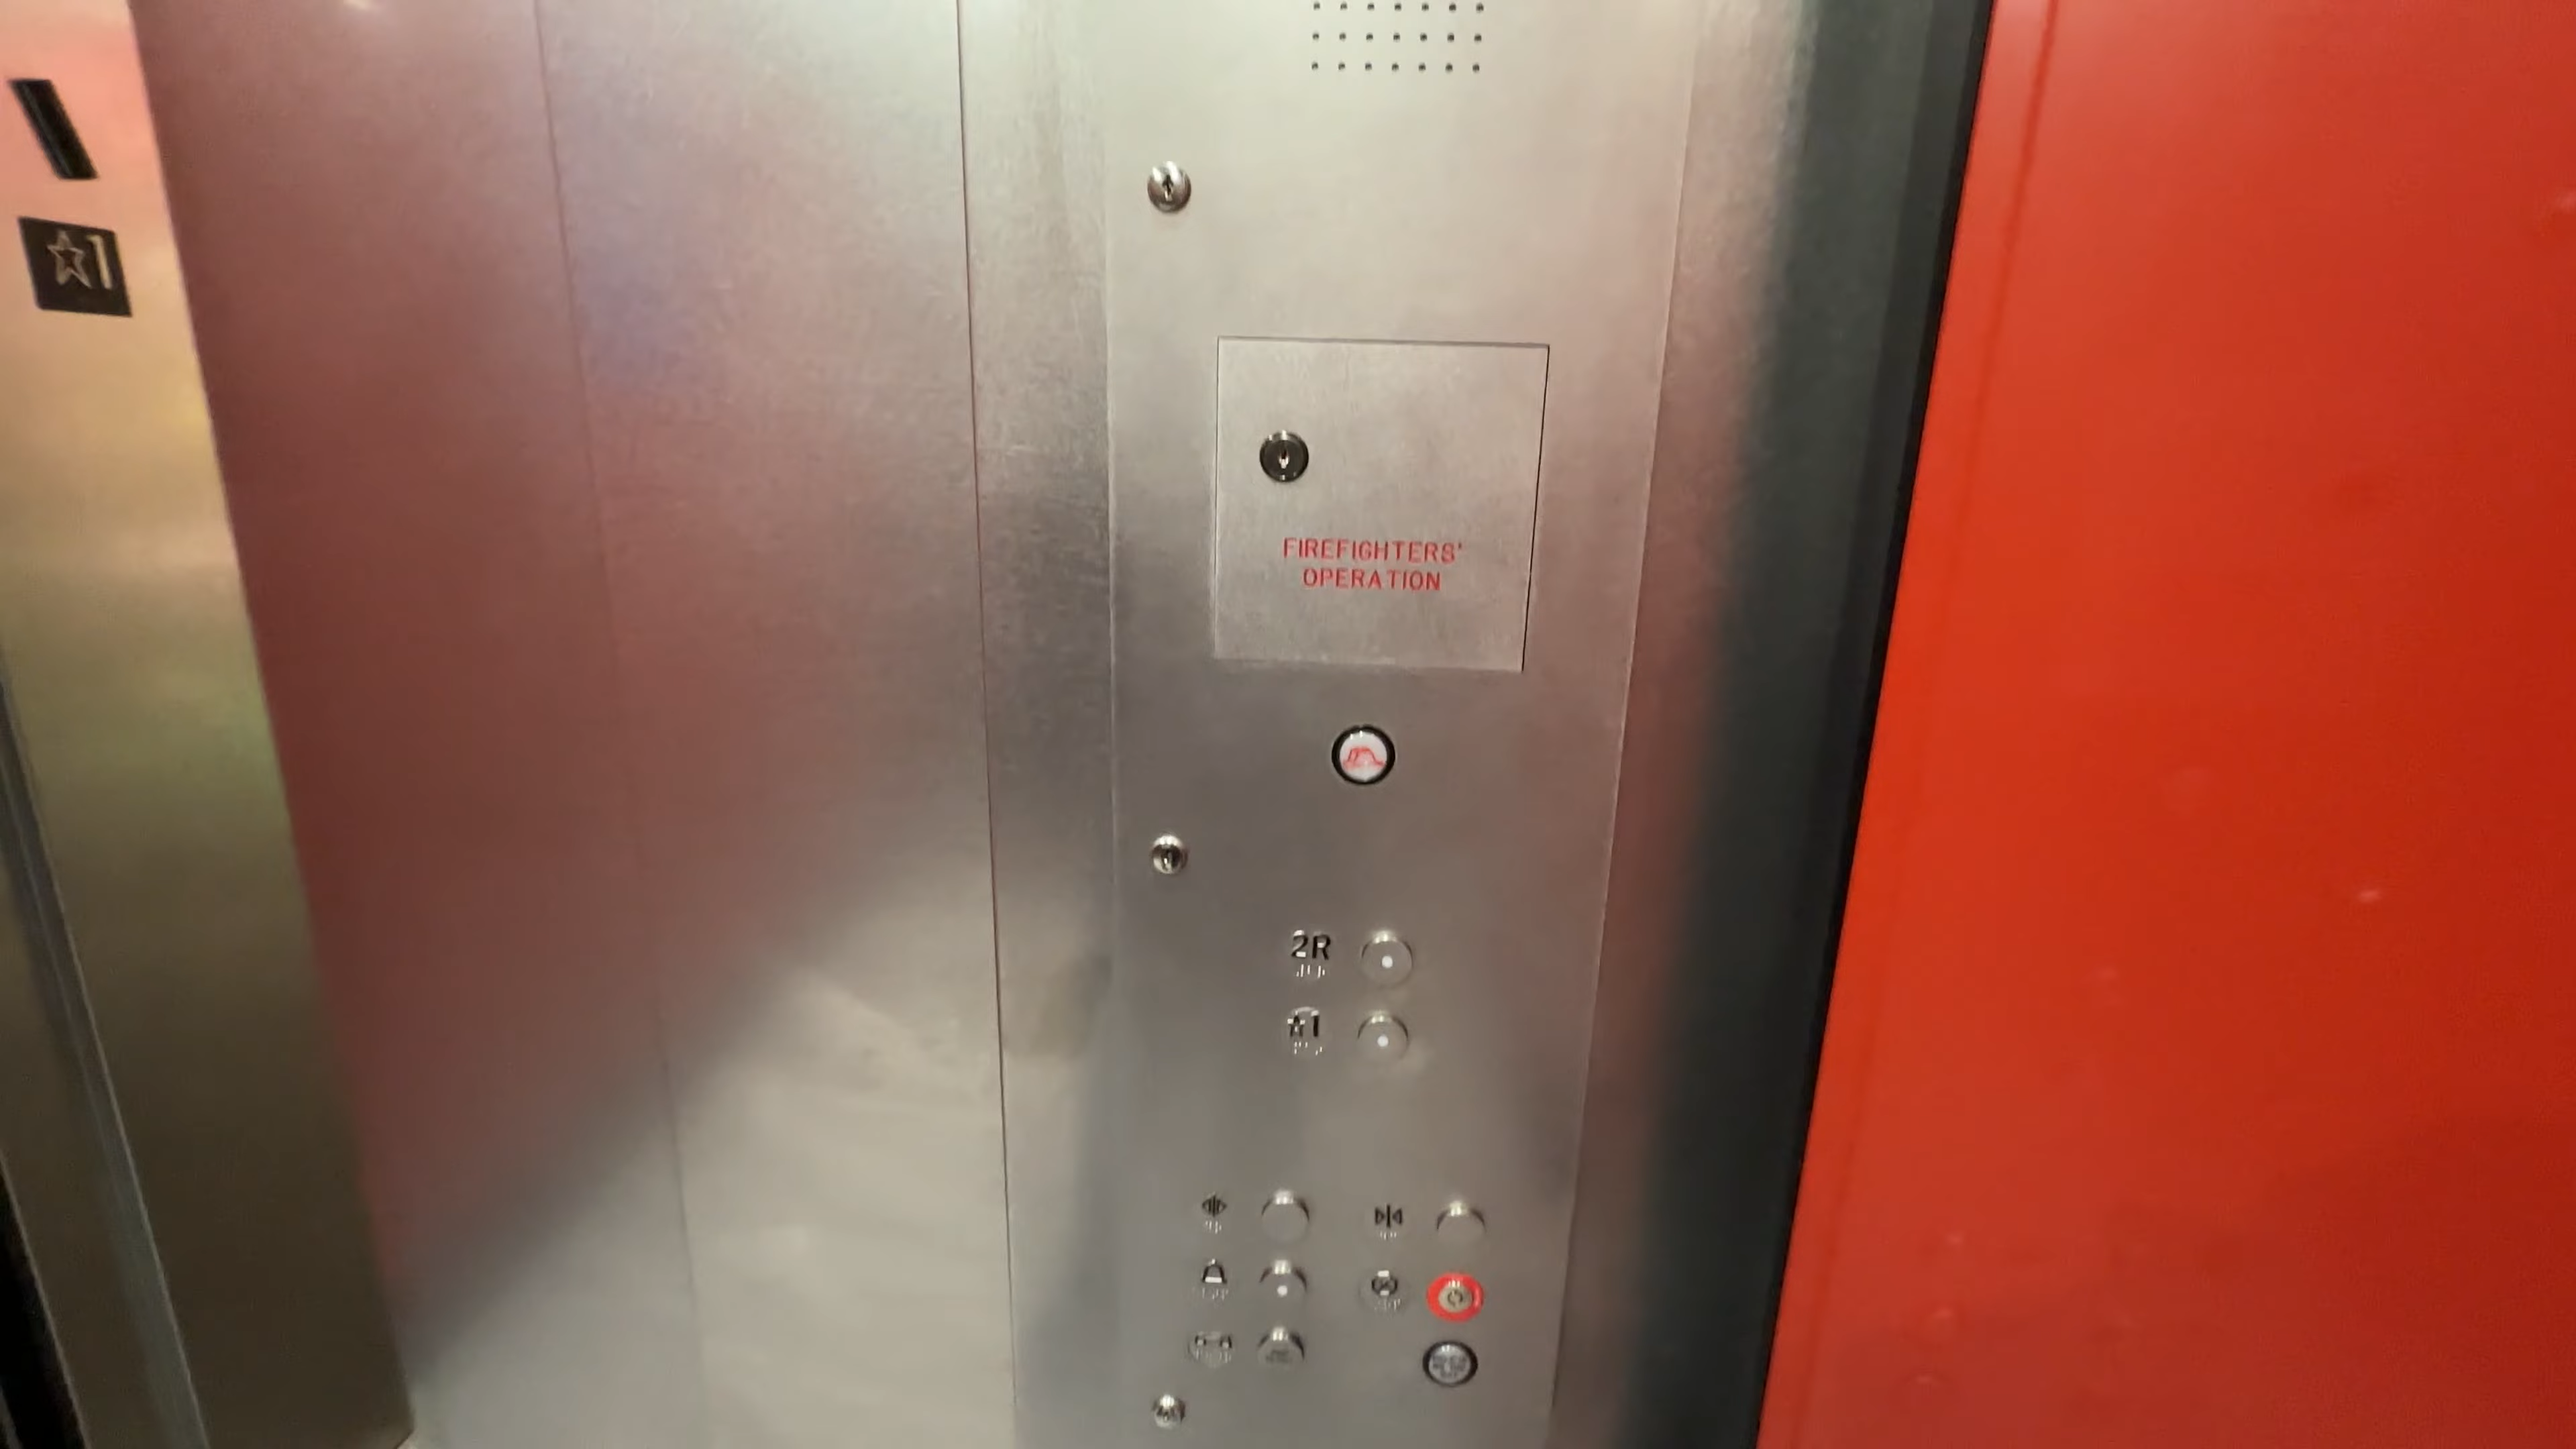 ☆1
FIREFIGHTERS'
OPERATION
2R
★1